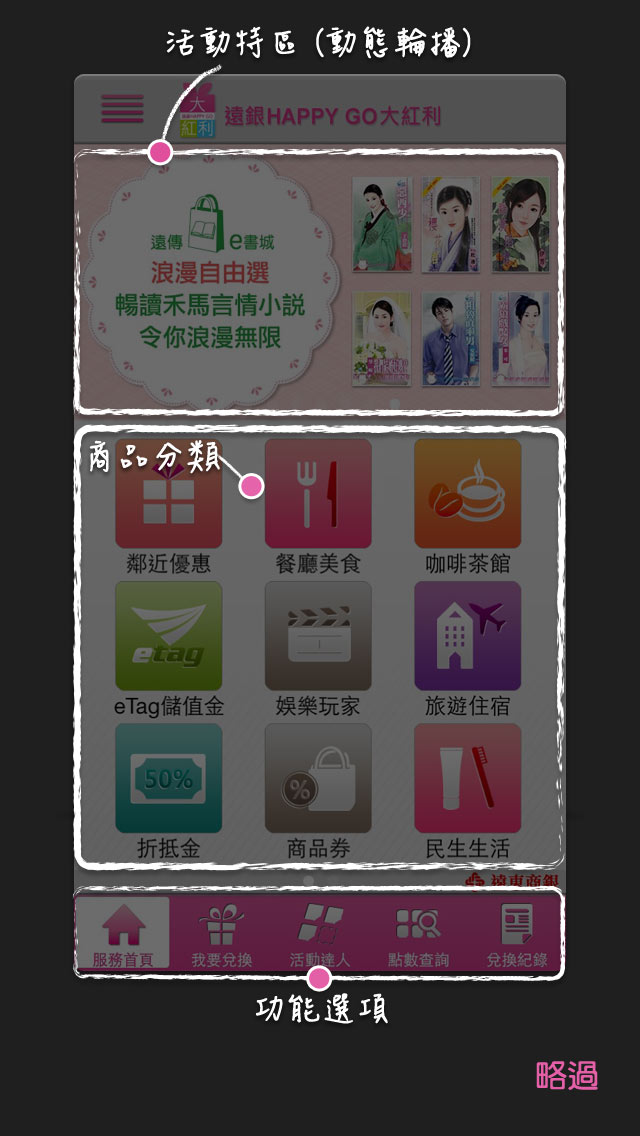 活動特區 (動態輪播)
大
紅利
遠銀HAPPY GO大紅利
遠傳 e書城
浪漫自由選
暢讀禾馬言情小說
令你浪漫無限
商品分類
鄰近優惠 餐廳美食 咖啡茶館
etag
eTag儲值金 娛樂玩家 旅遊住宿
50% %
折抵金 商品券 民生生活
遠東商銀
服務首頁 我要兌換 活動達人 點數查詢 兌換紀錄
功能選項
略過